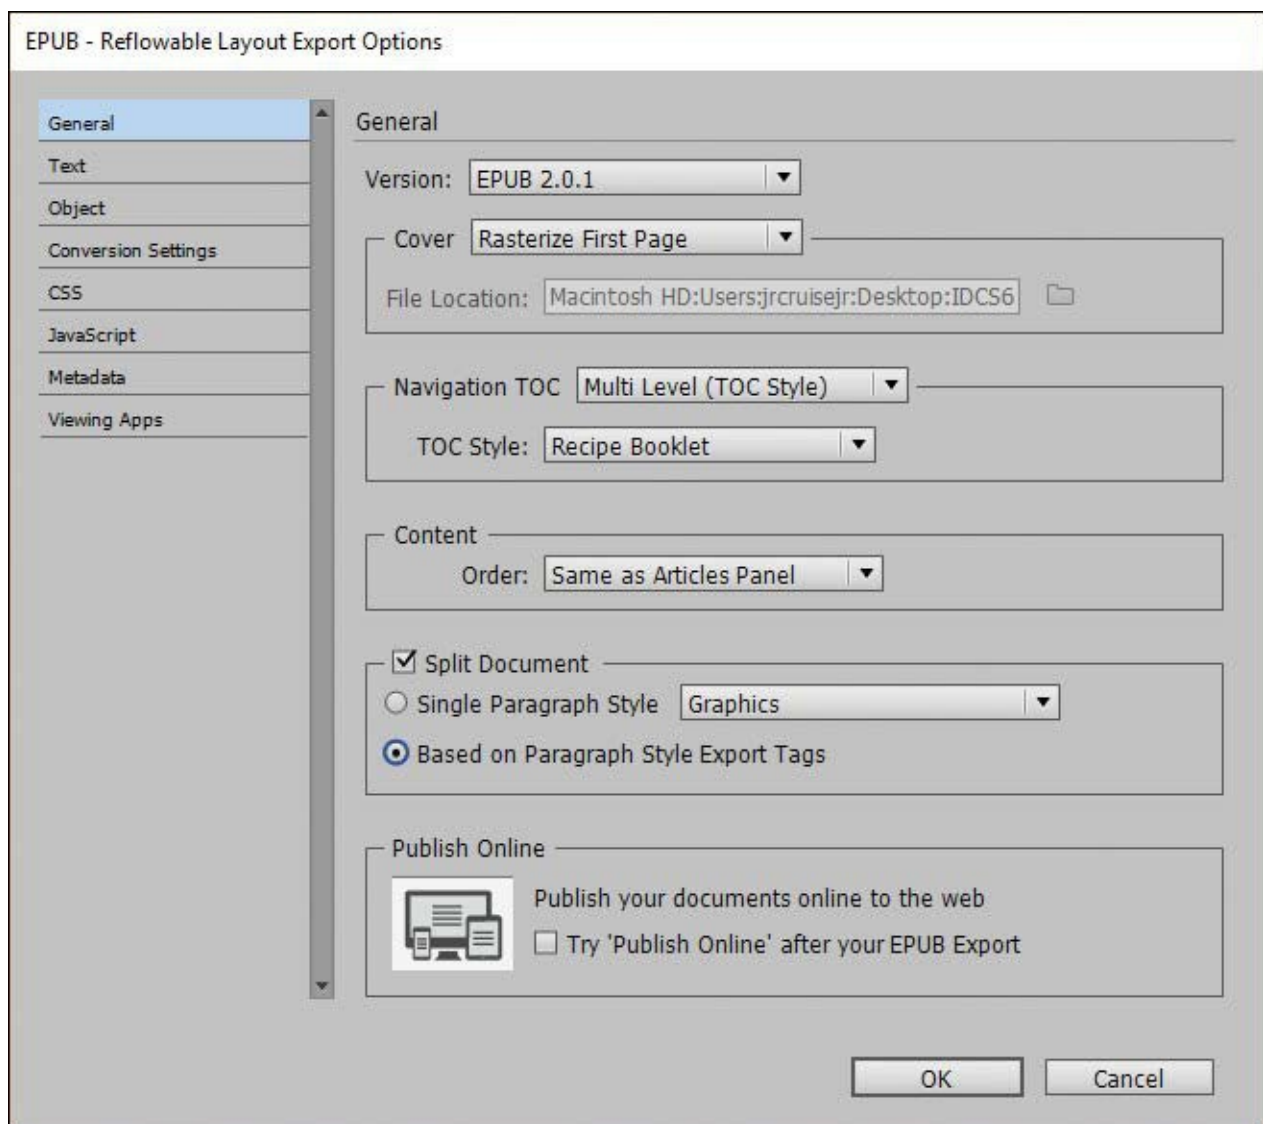 EPUB - Reflowable Layout Export Options
General
Text
Object
Conversion Settings
CSS
JavaScript
Metadata
Viewing Apps
General
Version: EPUB 2.0.1
Cover Rasterize First Page
File Location: Macintosh HD:Users:jrcruisejr:Desktop:IDCS6
Navigation TOC Multi Level (TOC Style)
TOC Style: Recipe Booklet
Content
Order: Same as Articles Panel
Split Document
Single Paragraph Style Graphics
Based on Paragraph Style Export Tags
Publish Online
Publish your documents online to the web
Try 'Publish Online' after your EPUB Export
OK Cancel